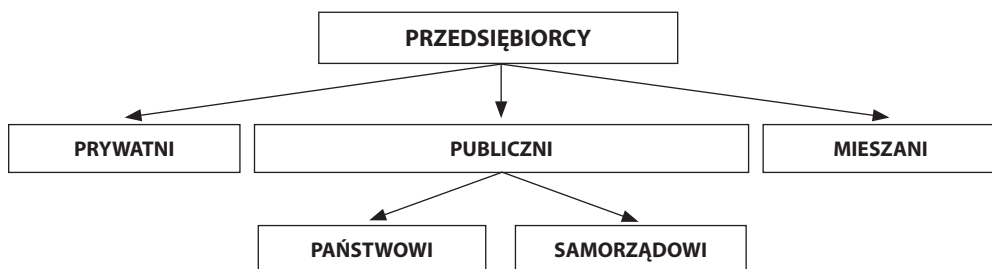 PRZEDSIĘBIORCY
PRYWATNI
PUBLICZNI
MIESZANI
PAŃSTWOWI
SAMORZĄDOWI